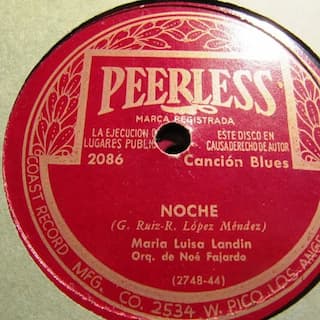 PEERLESS
MARCA REGISTRADA
LA EJECUCION
LUGARES PUBLI
ESTE DISCO EN
CAUSA DERECHO DE AUTOR
2086
Canción Blues
NOCHE
(G. Ruiz-R. López Méndez)
Maria Luisa Landin
Orq. de Noé Fajardo
(2748-44)
COAST RECORD MFG. CO. 2534 W. PICO LOS ANGE